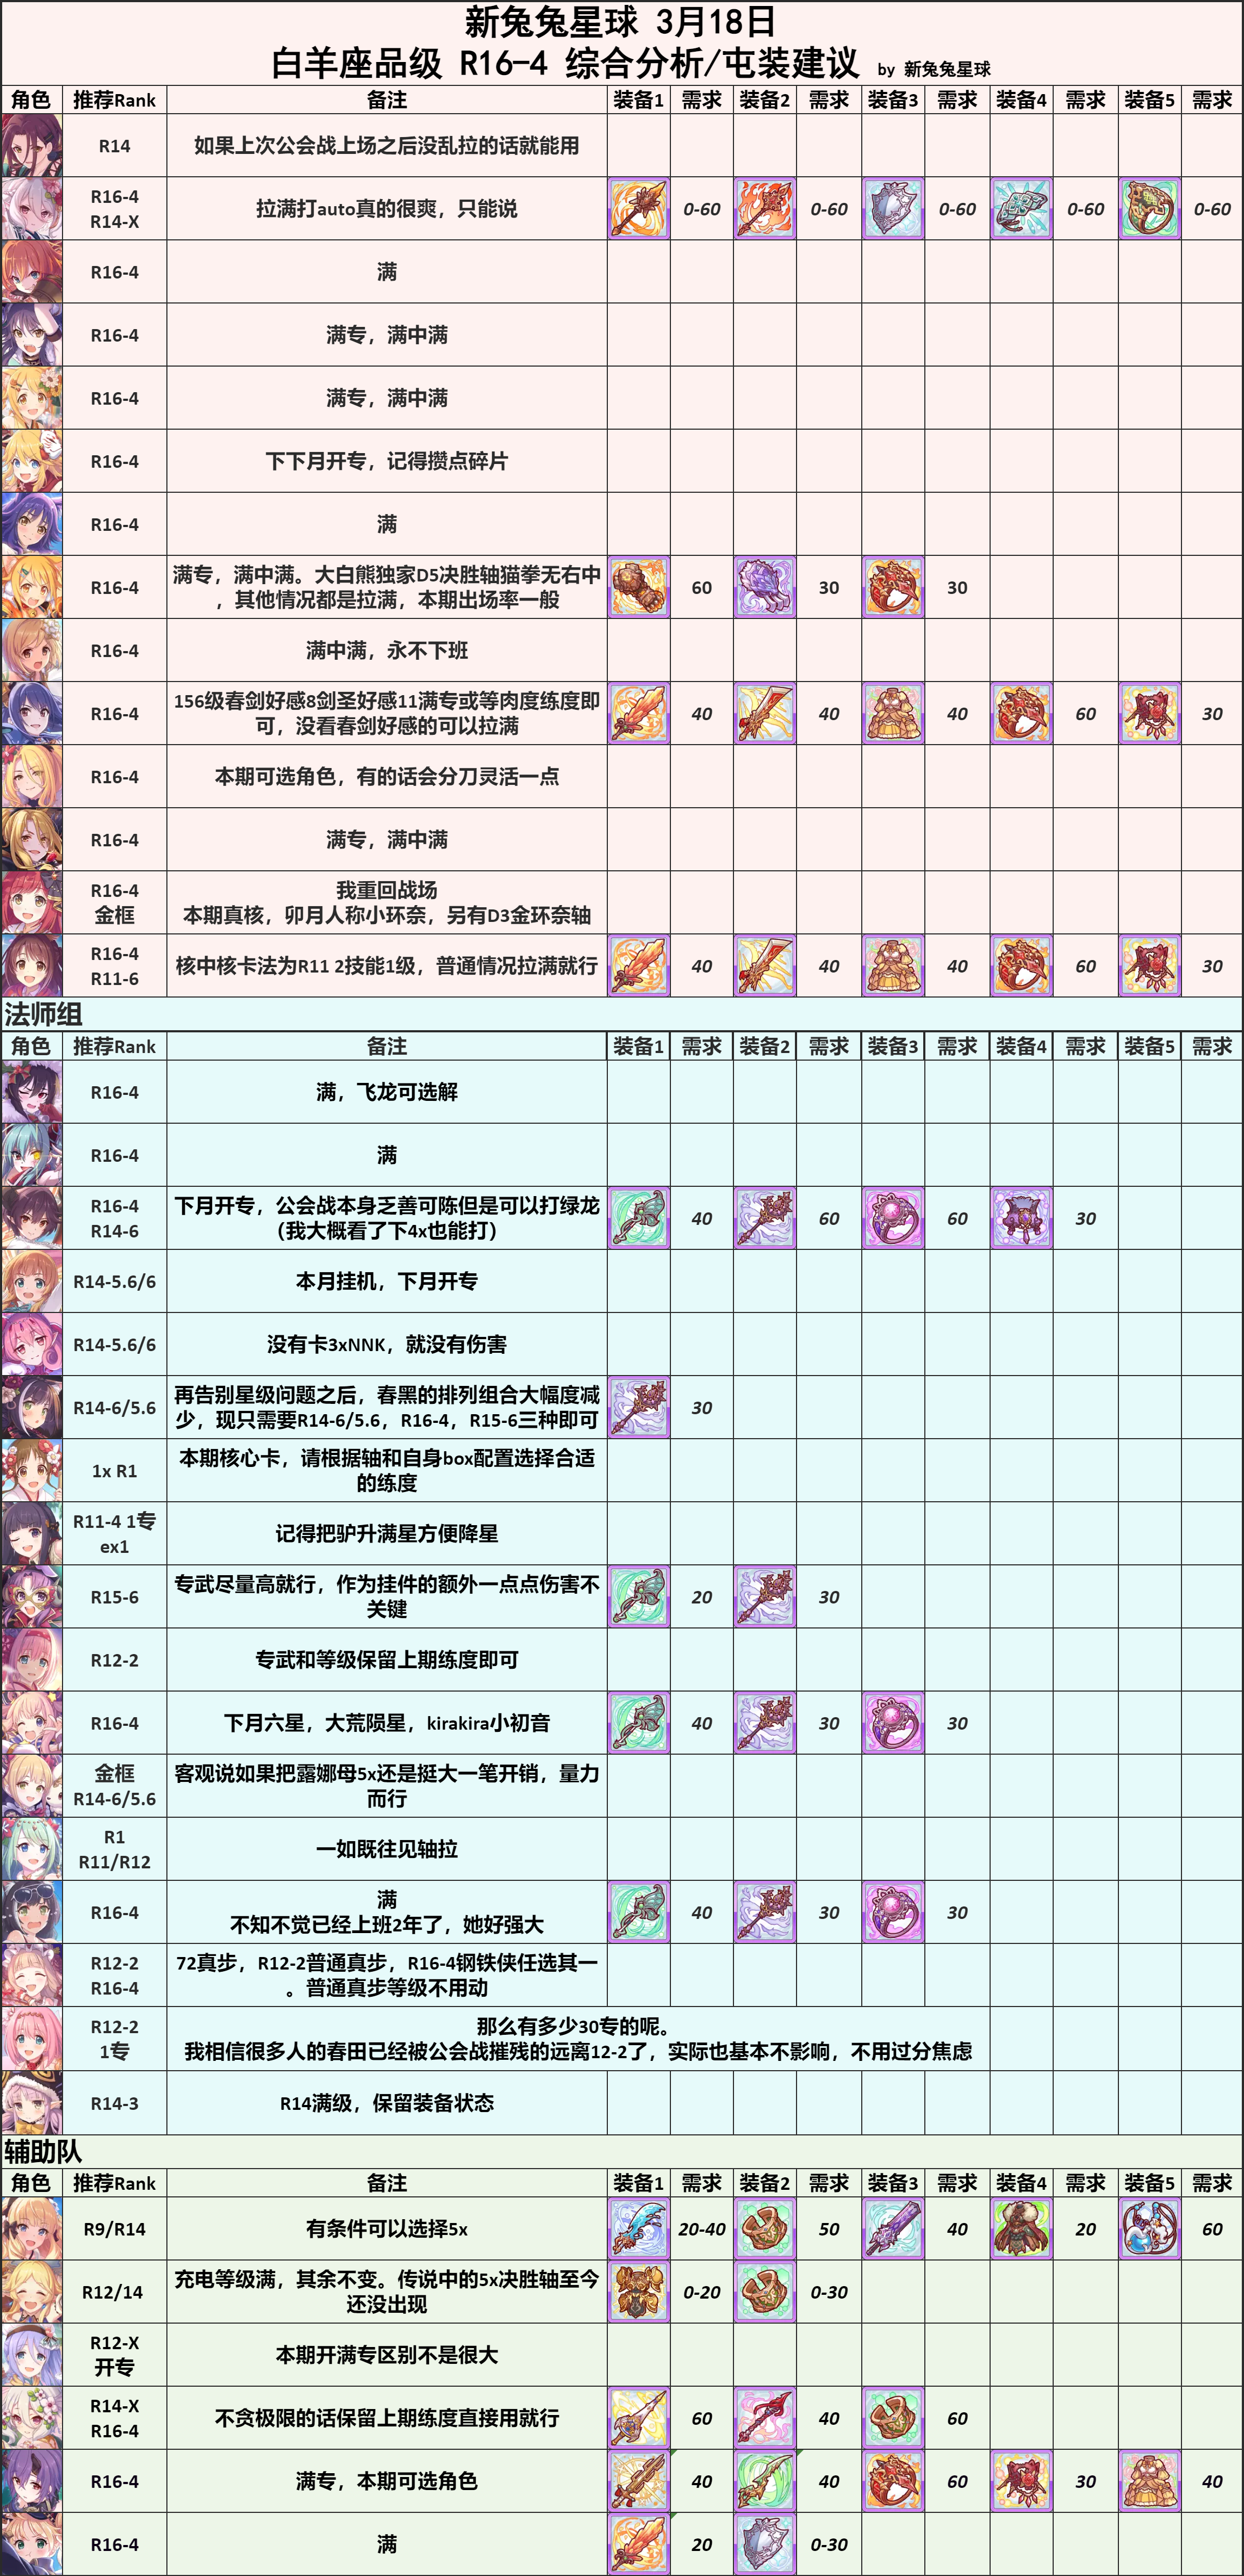 新兔兔星球 3月18日
白羊座品级 R16-4 综合分析/屯装建议 by 新兔兔星球
角色 推荐Rank 备注 装备1 需求 装备2 需求 装备3 需求 装备4 需求 装备5 需求
R14 如果上次公会战上场之后没乱拉的话就能用
R16-4
R14-X
拉满打auto真的很爽，只能说 0-60 0-60 0-60 0-60 0-60
R16-4 满
R16-4 满专，满中满
R16-4 满专，满中满
R16-4 下下月开专，记得攒点碎片
R16-4 满
R16-4
满专，满中满。大白熊独家D5决胜轴猫拳无右中
，其他情况都是拉满，本期出场率一般
60 30 30
R16-4 满中满，永不下班
R16-4
156级春剑好感8剑圣好感11满专或等肉度练度即
可，没看春剑好感的可以拉满
40 40 40 60 30
R16-4 本期可选角色，有的话会分刀灵活一点
R16-4 满专，满中满
R16-4
金框
我重回战场
本期真核，卯月人称小环奈，另有D3金环奈轴
R16-4
R11-6
核中核卡法为R11 2技能1级，普通情况拉满就行 40 40 40 60 30
法师组
角色 推荐Rank 备注 装备1 需求 装备2 需求 装备3 需求 装备4 需求 装备5 需求
R16-4 满，飞龙可选解
R16-4 满
R16-4
R14-6
下月开专，公会战本身乏善可陈但是可以打绿龙
（我大概看了下4x也能打）
40 60 60 30
R14-5.6/6 本月挂机，下月开专
R14-5.6/6 没有卡3xNNK，就没有伤害
R14-6/5.6
再告别星级问题之后，春黑的排列组合大幅度减
少，现只需要R14-6/5.6，R16-4，R15-6三种即可
30
1x R1
本期核心卡，请根据轴和自身box配置选择合适
的练度
R11-4 1专
ex1
记得把驴升满星方便降星
R15-6
专武尽量高就行，作为挂件的额外一点点伤害不
关键
20 30
R12-2 专武和等级保留上期练度即可
R16-4 下月六星，大荒陨星，kirakira小初音 40 30 30
金框
R14-6/5.6
客观说如果把露娜母5x还是挺大一笔开销，量力
而行
R1
R11/R12
一如既往见轴拉
R16-4
满
不知不觉已经上班2年了，她好强大
40 30 30
R12-2
R16-4
72真步，R12-2普通真步，R16-4钢铁侠任选其一
。普通真步等级不用动
R12-2
1专
那么有多少30专的呢。
我相信很多人的春田已经被公会战摧残的远离12-2了，实际也基本不影响，不用过分焦虑
R14-3 R14满级，保留装备状态
辅助队
角色 推荐Rank 备注 装备1 需求 装备2 需求 装备3 需求 装备4 需求 装备5 需求
R9/R14 有条件可以选择5x 20-40 50 40 20 60
R12/14
充电等级满，其余不变。传说中的5x决胜轴至今
还没出现
0-20 0-30
R12-X
开专
本期开满专区别不是很大
R14-X
R16-4
不贪极限的话保留上期练度直接用就行 60 40 60
R16-4 满专，本期可选角色 40 40 60 30 40
R16-4 满 20 0-30